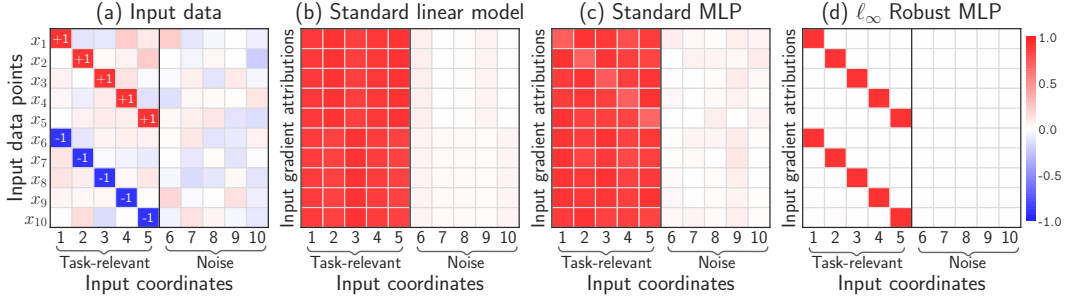 (a) Input data
(b) Standard linear model
(c) Standard MLP
(d) ℓ∞ Robust MLP
Input data points
x1
x2
x3
x4
x5
x6
x7
x8
x9
x10
+1
+1
+1
+1
+1
-1
-1
-1
-1
-1
1 2 3 4 5 6 7 8 9 10
Task-relevant Noise
Input coordinates
Input gradient attributions
1 2 3 4 5 6 7 8 9 10
Task-relevant Noise
Input coordinates
Input gradient attributions
1 2 3 4 5 6 7 8 9 10
Task-relevant Noise
Input coordinates
Input gradient attributions
1 2 3 4 5 6 7 8 9 10
Task-relevant Noise
Input coordinates
1.0
0.5
0.0
-0.5
-1.0